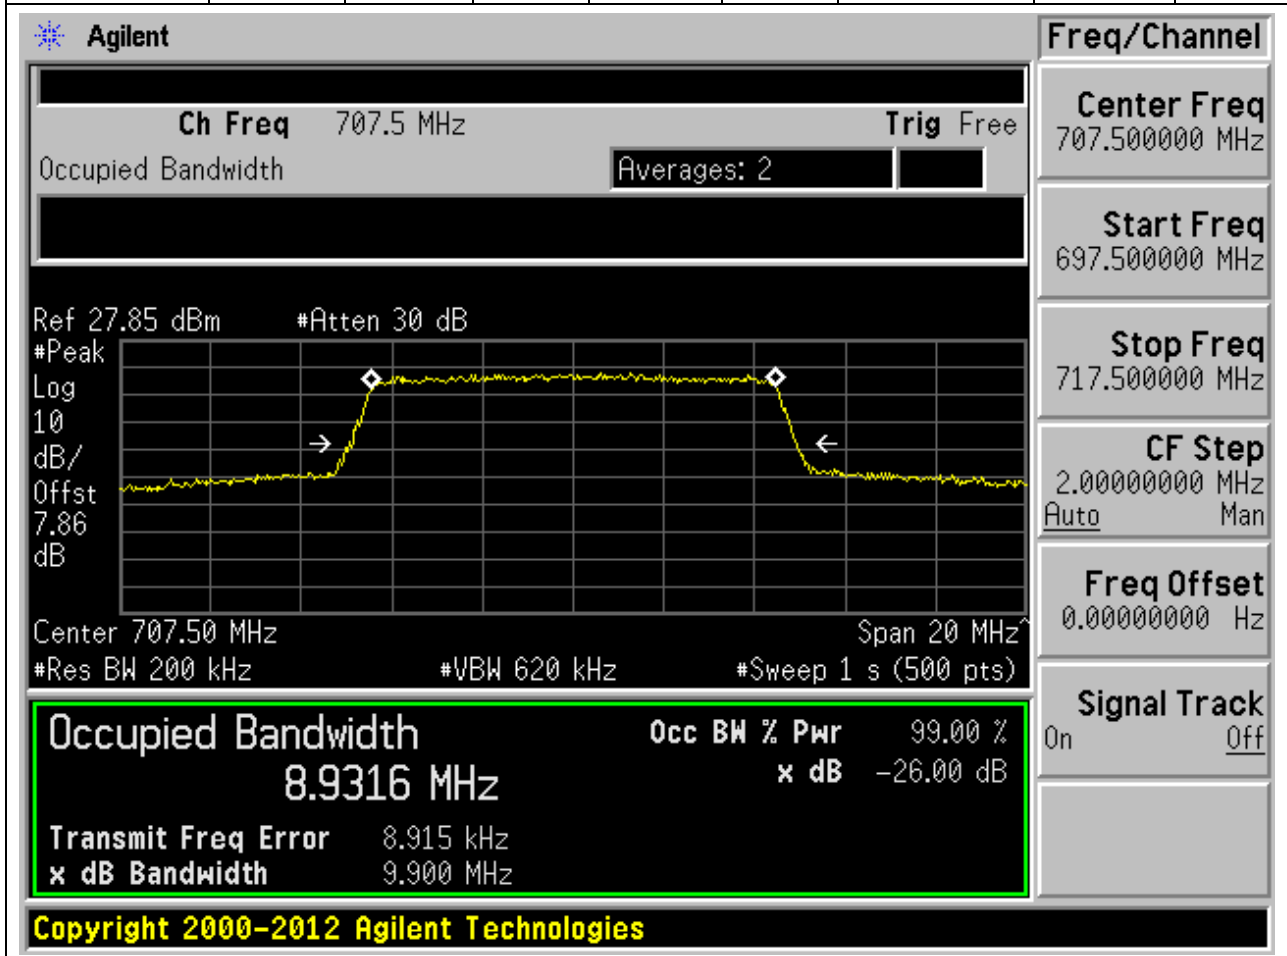 Agilent
Freq/Channel
Ch Freq 707.5 MHz Trig Free
Occupied Bandwidth Averages: 2
Center Freq
707.500000 MHz
Start Freq
697.500000 MHz
Stop Freq
717.500000 MHz
CF Step
2.00000000 MHz
Auto Man
Freq Offset
0.00000000 Hz
Signal Track
On Off
Ref 27.85 dBm #Atten 30 dB
#Peak
Log
10
dB/
Offst
7.86
dB
Center 707.50 MHz Span 20 MHz^
#Res BW 200 kHz #VBW 620 kHz #Sweep 1 s (500 pts)
Occupied Bandwidth Occ BW % Pwr 99.00 %
8.9316 MHz x dB -26.00 dB
Transmit Freq Error 8.915 kHz
x dB Bandwidth 9.900 MHz
Copyright 2000-2012 Agilent Technologies